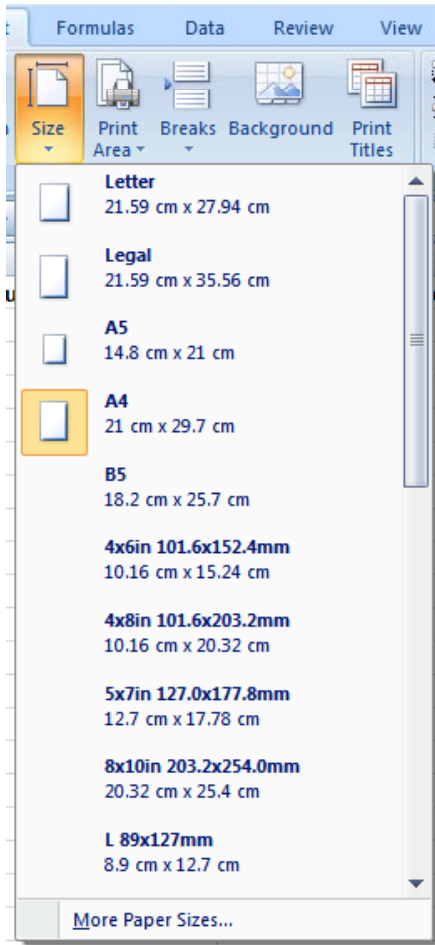 Formulas Data Review View
Size Print Breaks Background Print
Area Titles
Letter
21.59 cm x 27.94 cm
Legal
21.59 cm x 35.56 cm
A5
14.8 cm x 21 cm
A4
21 cm x 29.7 cm
B5
18.2 cm x 25.7 cm
4x6in 101.6x152.4mm
10.16 cm x 15.24 cm
4x8in 101.6x203.2mm
10.16 cm x 20.32 cm
5x7in 127.0x177.8mm
12.7 cm x 17.78 cm
8x10in 203.2x254.0mm
20.32 cm x 25.4 cm
L 89x127mm
8.9 cm x 12.7 cm
More Paper Sizes...